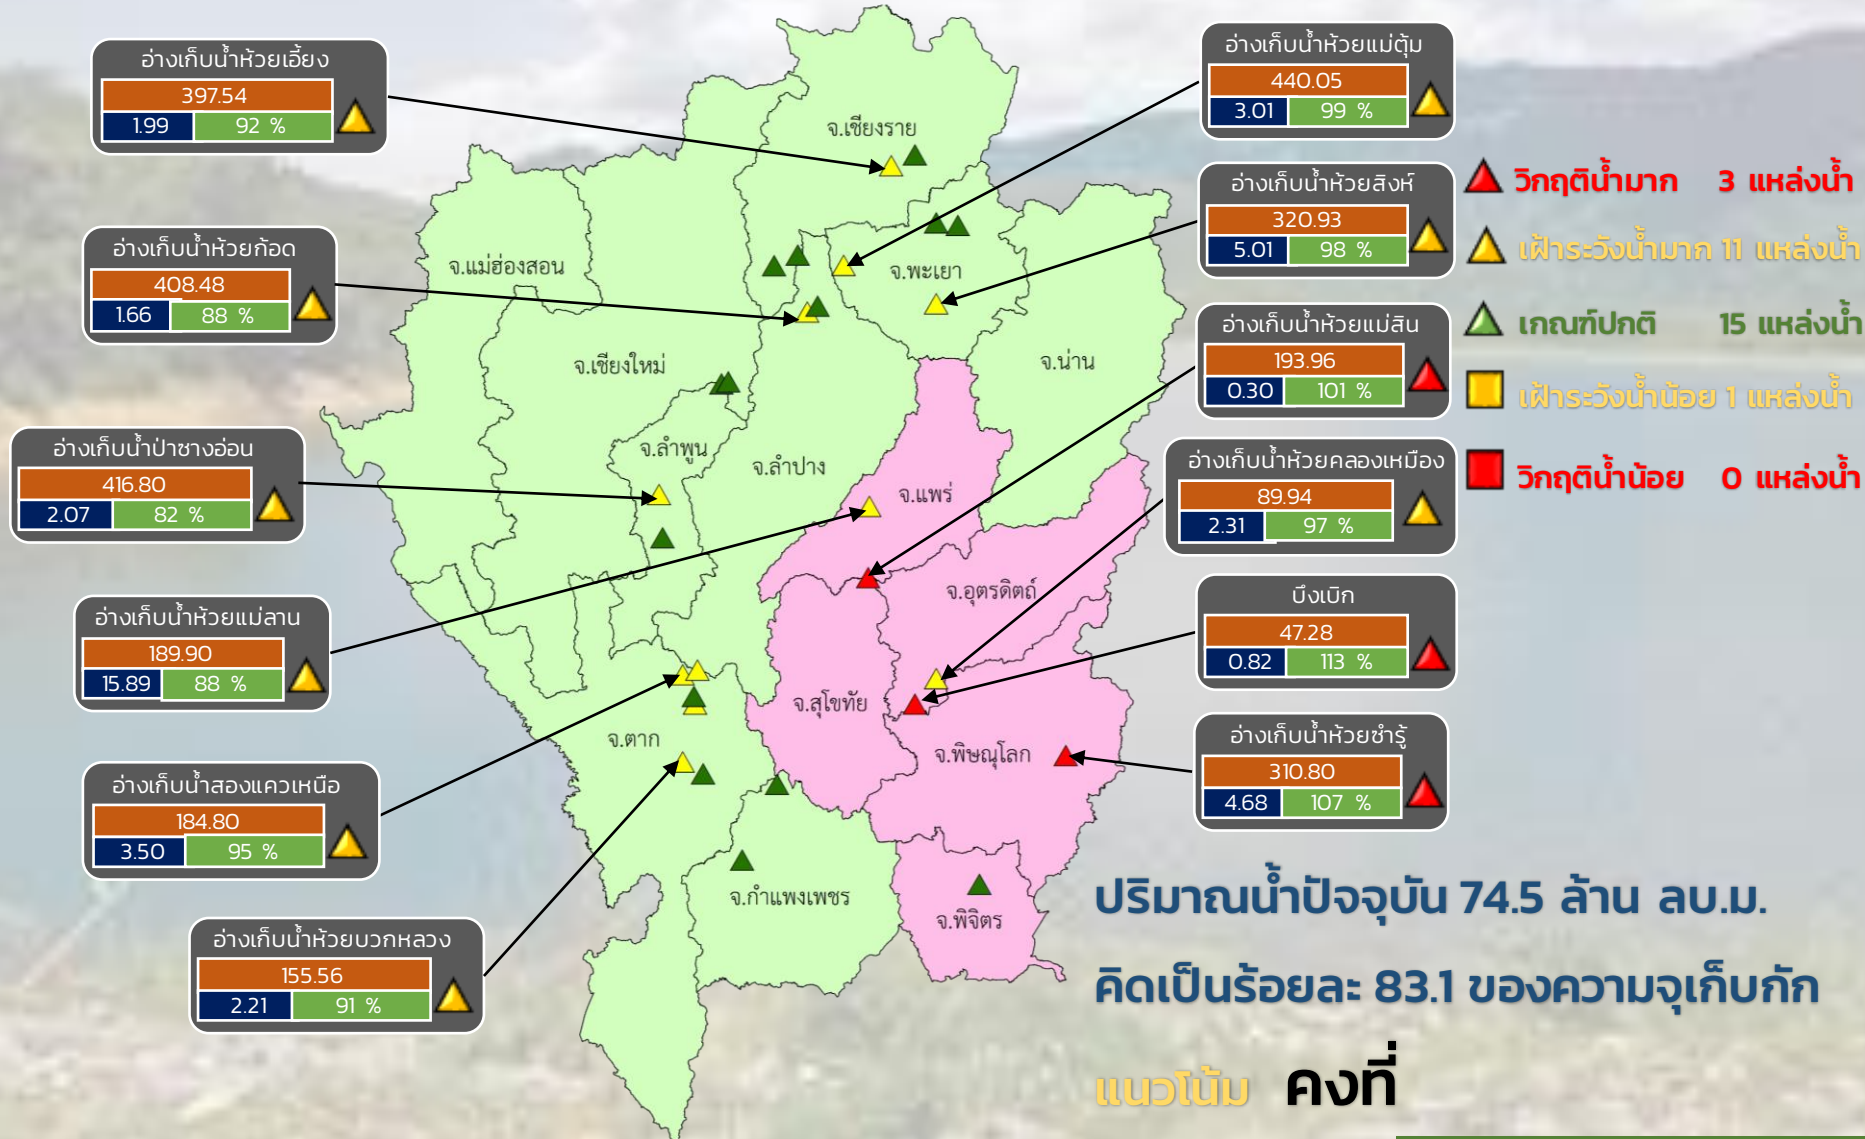 อ่างเก็บน้ำห้วยเอี้ยง
397.54
1.99 92 %
อ่างเก็บน้ำห้วยก้อด
408.48
1.66 88 %
อ่างเก็บน้ำป่าซางอ่อน
416.80
2.07 82 %
อ่างเก็บน้ำห้วยแม่ลาน
189.90
15.89 88 %
อ่างเก็บน้ำสองแควเหนือ
184.80
3.50 95 %
อ่างเก็บน้ำห้วยบวกหลวง
155.56
2.21 91 %
จ.เชียงราย
จ.แม่ฮ่องสอน
จ.พะเยา
จ.เชียงใหม่
จ.น่าน
จ.ลำพูน
จ.ลำปาง
จ.แพร่
จ.อุตรดิตถ์
จ.สุโขทัย
จ.ตาก
จ.พิษณุโลก
จ.กำแพงเพชร
จ.พิจิตร
อ่างเก็บน้ำห้วยแม่ตุ้ม
440.05
3.01 99 %
อ่างเก็บน้ำห้วยสิงห์
320.93
5.01 98 %
อ่างเก็บน้ำห้วยแม่สิน
193.96
0.30 101 %
อ่างเก็บน้ำห้วยคลองเหมือง
89.94
2.31 97 %
บึงเบิก
47.28
0.82 113 %
อ่างเก็บน้ำห้วยซำรู้
310.80
4.68 107 %
วิกฤติน้ำมาก 3 แหล่งน้ำ
เฝ้าระวังน้ำมาก 11 แหล่งน้ำ
เกณฑ์ปกติ 15 แหล่งน้ำ
เฝ้าระวังน้ำน้อย 1 แหล่งน้ำ
วิกฤติน้ำน้อย 0 แหล่งน้ำ
ปริมาณน้ำปัจจุบัน 74.5 ล้าน ลบ.ม.
คิดเป็นร้อยละ 83.1 ของความจุเก็บกัก
แนวโน้ม คงที่